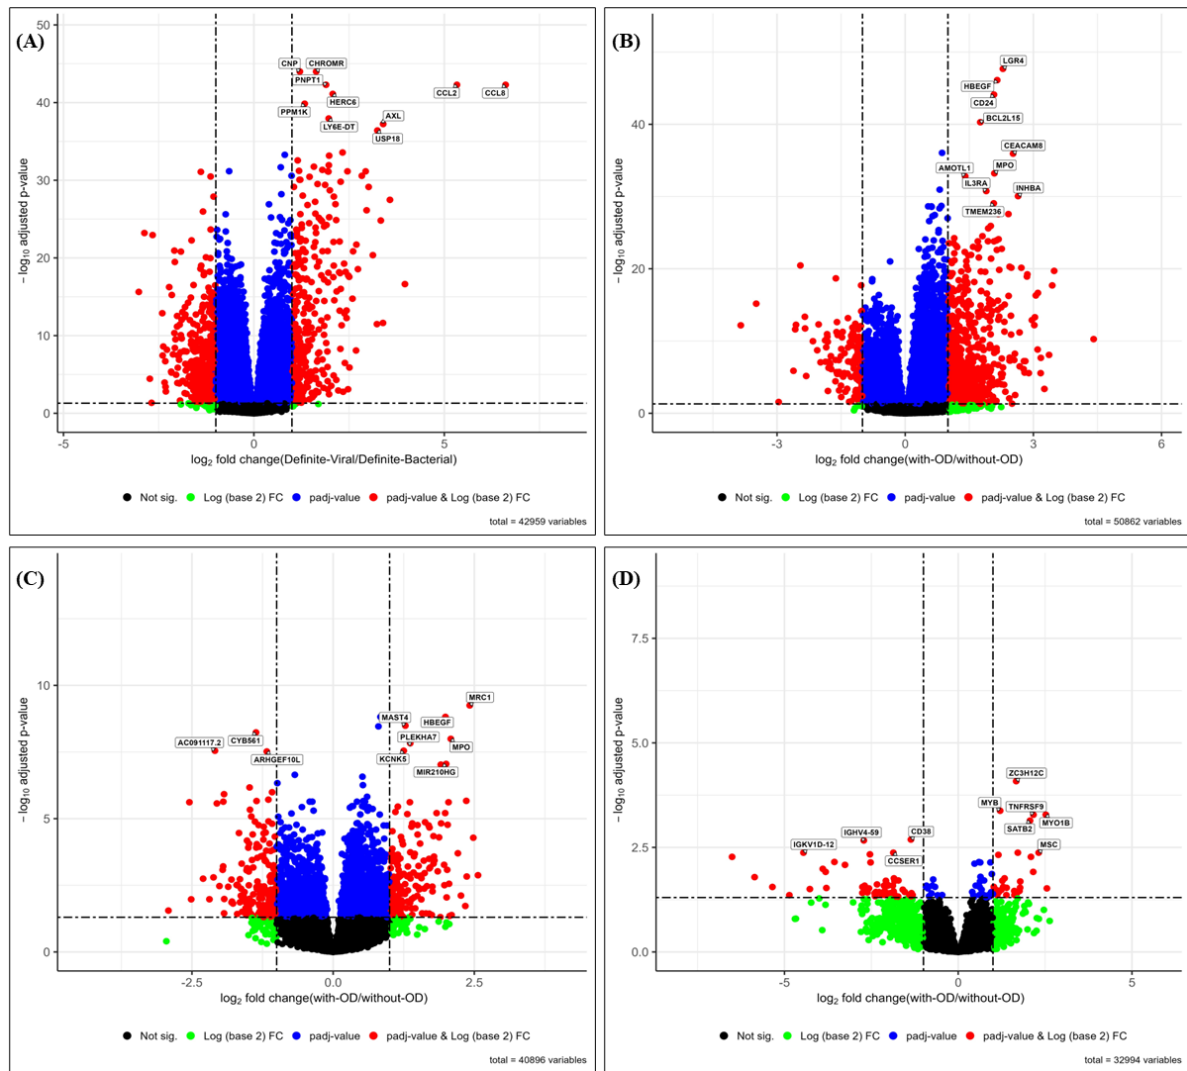 (A)
50
40
30
20
10
0
-5
0
5
− log10 adjusted p-value
CNP
CHROMR
PNPT1
HERC6
PPM1K
LY6E-DT
AXL
USP18
CCL2
CCL8
log2 fold change(Definite-Viral/Definite-Bacterial)
Not sig.
Log (base 2) FC
padj-value
padj-value & Log (base 2) FC
total = 42959 variables
(B)
40
20
0
-3
0
3
6
− log10 adjusted p-value
LGR4
HBEGF
CD24
BCL2L15
CEACAM8
AMOTL1
MPO
IL3RA
INHBA
TMEM236
log2 fold change(with-OD/without-OD)
Not sig.
Log (base 2) FC
padj-value
padj-value & Log (base 2) FC
total = 50862 variables
(C)
10
5
0
-2.5
0.0
2.5
− log10 adjusted p-value
MRC1
MAST4
HBEGF
PLEKHA7
MPO
KCNK5
MIR210HG
AC091117.2
CYB561
ARHGEF10L
log2 fold change(with-OD/without-OD)
Not sig.
Log (base 2) FC
padj-value
padj-value & Log (base 2) FC
total = 40896 variables
(D)
7.5
5.0
2.5
0.0
-5
0
5
− log10 adjusted p-value
ZC3H12C
MYB
TNFRSF9
MYO1B
SATB2
MSC
IGHV4-59
CD38
IGKV1D-12
CCSER1
log2 fold change(with-OD/without-OD)
Not sig.
Log (base 2) FC
padj-value
padj-value & Log (base 2) FC
total = 32994 variables